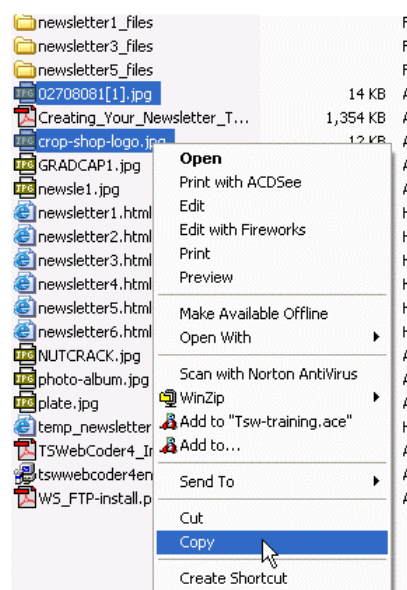 newsletter1_files
newsletter3_files
newsletter5_files
02708081[1].jpg 14 KB
Creating_Your_Newsletter_T... 1,354 KB
crop-shop-logo.jpg 12 KB
GRADCAP1.jpg
newsle1.jpg
newsletter1.html
newsletter2.html
newsletter3.html
newsletter4.html
newsletter5.html
newsletter6.html
NUTCRACK.jpg
photo-album.jpg
plate.jpg
temp_newsletter
TSWebCoder4_Ir
tswwebcoder4en
WS_FTP-install.p
Open
Print with ACDSee
Edit
Edit with Fireworks
Print
Preview
Make Available Offline
Open With
Scan with Norton AntiVirus
WinZip
Add to "Tsw-training.ace"
Add to...
Send To
Cut
Copy
Create Shortcut